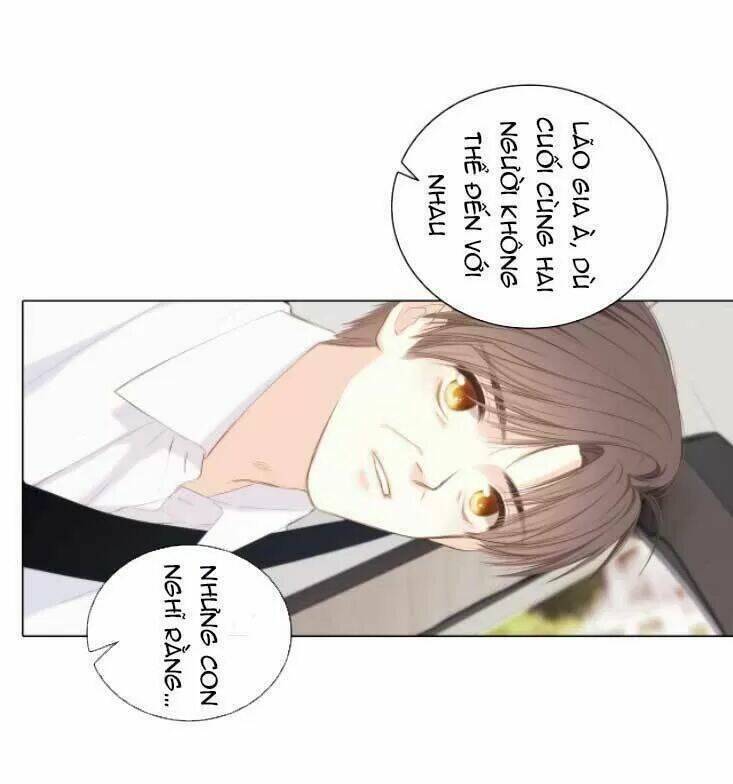 LÃO GIA À, DÙ
CUỐI CÙNG HAI
NGƯỜI KHÔNG
THỂ ĐẾN VỚI
NHAU
NHƯNG CON
NGHĨ RẰNG...